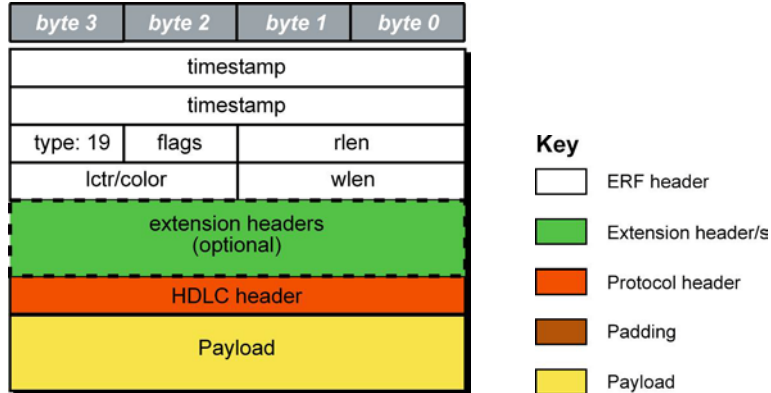 byte 3 byte 2 byte 1 byte 0
timestamp
timestamp
type: 19 flags rlen
lctr/color wlen
extension headers
(optional)
HDLC header
Payload
Key
ERF header
Extension header/s
Protocol header
Padding
Payload